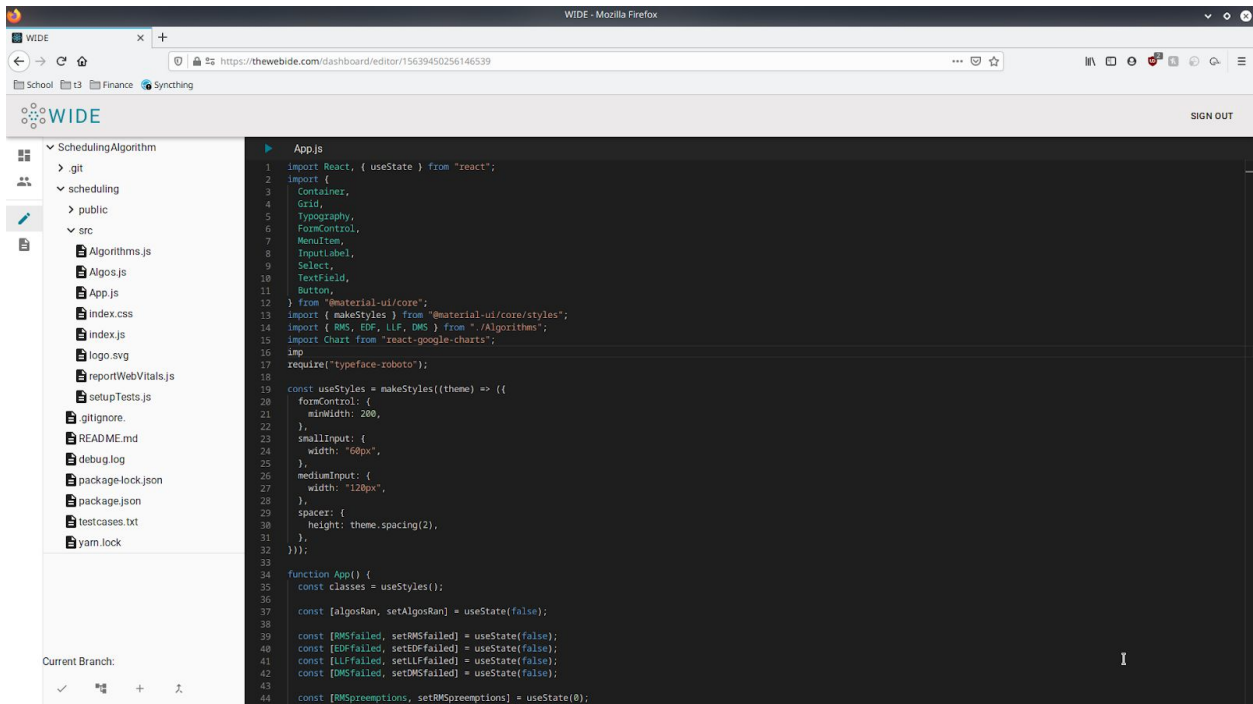 WIDE - Mozilla Firefox
WIDE
https://thewebide.com/dashboard/editor/15639450256146539
School
t3
Finance
Syncthing
WIDE
SIGN OUT
SchedulingAlgorithm
.git
scheduling
public
src
Algorithms.js
Algos.js
App.js
index.css
index.js
logo.svg
reportWebVitals.js
setupTests.js
.gitignore.
README.md
debug.log
package-lock.json
package.json
testcases.txt
yarn.lock
Current Branch:
App.js
1 import React, { useState } from "react";
2 import {
3 Container,
4 Grid,
5 Typography,
6 FormControl,
7 MenuItem,
8 InputLabel,
9 Select,
10 TextField,
11 Button,
12 } from "@material-ui/core";
13 import { makeStyles } from "@material-ui/core/styles";
14 import { RMS, EDF, LLF, DMS } from "./Algorithms";
15 import Chart from "react-google-charts";
16 imp
17 require("typeface-roboto");
18
19 const useStyles = makeStyles((theme) => ({
20 formControl: {
21 minWidth: 200,
22 },
23 smallInput: {
24 width: "60px",
25 },
26 mediumInput: {
27 width: "120px",
28 },
29 spacer: {
30 height: theme.spacing(2),
31 },
32 }));
33
34 function App() {
35 const classes = useStyles();
36
37 const [algosRan, setAlgosRan] = useState(false);
38
39 const [RMSfailed, setRMSfailed] = useState(false);
40 const [EDFfailed, setEDFfailed] = useState(false);
41 const [LLFfailed, setLLFfailed] = useState(false);
42 const [DMSfailed, setDMSfailed] = useState(false);
43
44 const [RMSpreemptions, setRMSpreemptions] = useState(0);